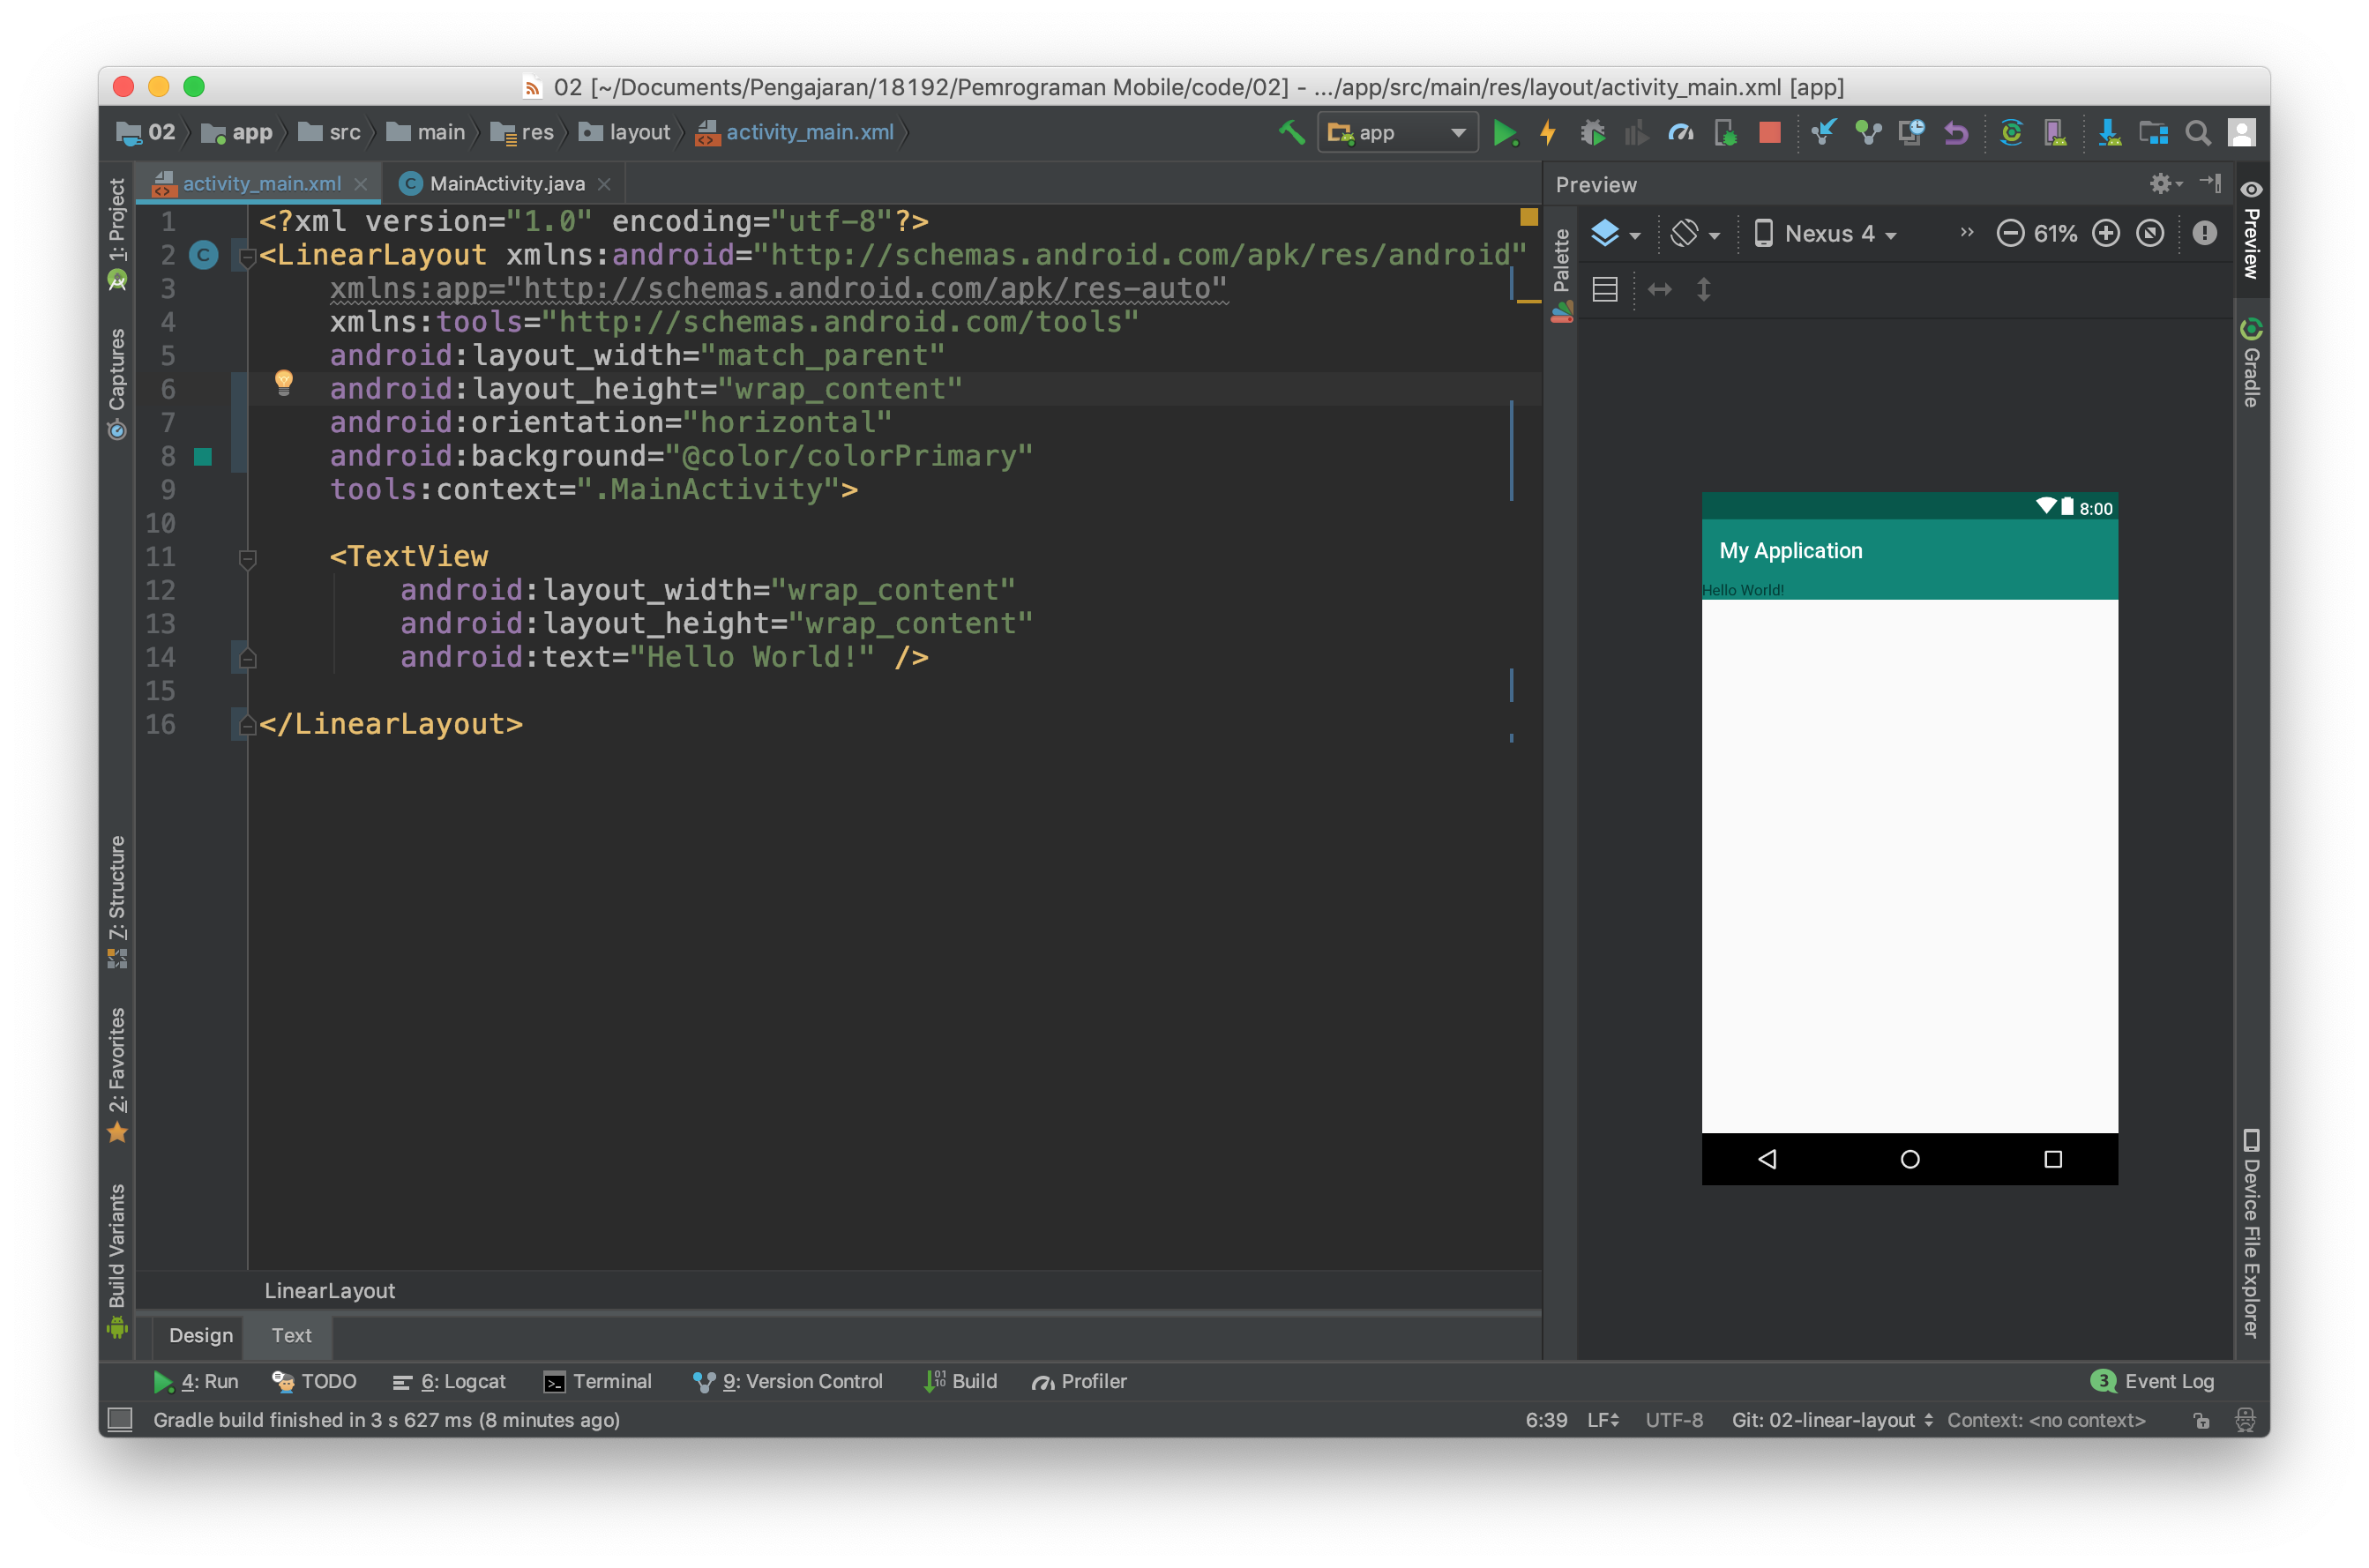 02 [~/Documents/Pengajaran/18192/Pemrograman Mobile/code/02] - .../app/src/main/res/layout/activity_main.xml [app]
02 app src main res layout activity_main.xml app
activity_main.xml MainActivity.java
1 <?xml version="1.0" encoding="utf-8"?>
2 <LinearLayout xmlns:android="http://schemas.android.com/apk/res/android"
3 xmlns:app="http://schemas.android.com/apk/res-auto"
4 xmlns:tools="http://schemas.android.com/tools"
5 android:layout_width="match_parent"
6 android:layout_height="wrap_content"
7 android:orientation="horizontal"
8 android:background="@color/colorPrimary"
9 tools:context=".MainActivity">
10
11 <TextView
12 android:layout_width="wrap_content"
13 android:layout_height="wrap_content"
14 android:text="Hello World!" />
15
16 </LinearLayout>
LinearLayout
Design Text
1: Project
Captures
7: Structure
2: Favorites
Build Variants
Preview
Palette
Nexus 4 » 61%
8:00
My Application
Hello World!
Preview
Gradle
Device File Explorer
4: Run TODO 6: Logcat Terminal 9: Version Control Build Profiler 3 Event Log
Gradle build finished in 3 s 627 ms (8 minutes ago) 6:39 LF UTF-8 Git: 02-linear-layout Context: <no context>